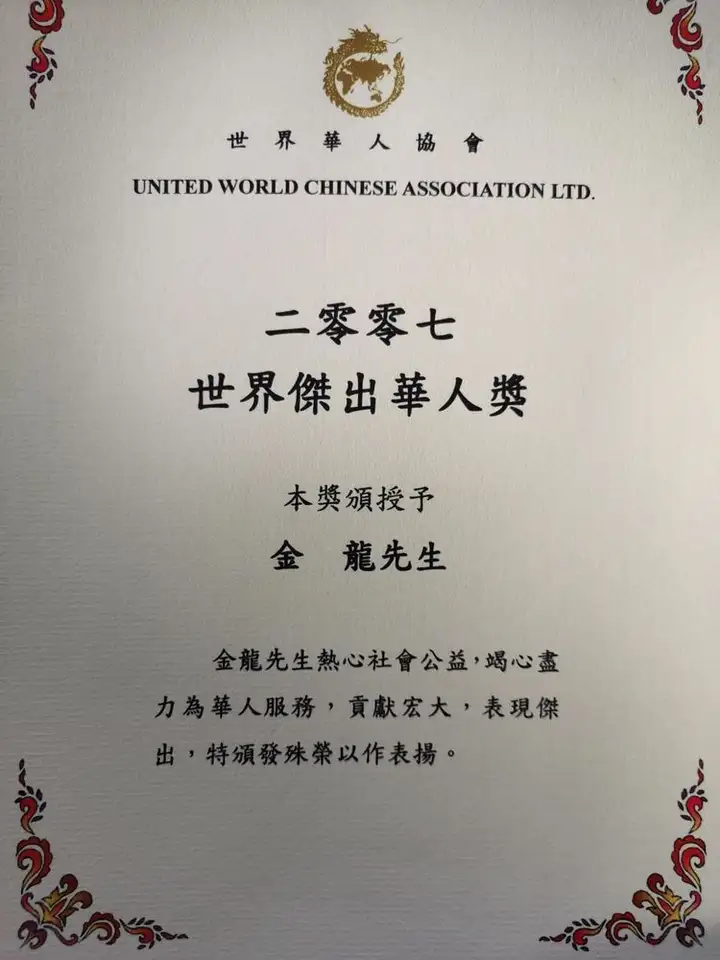 世界華人協會
UNITED WORLD CHINESE ASSOCIATION LTD.
二零零七
世界傑出華人獎
本獎頒授予
金　龍先生
金龍先生熱心社會公益，竭心盡
力為華人服務，貢獻宏大，表現傑
出，特頒發殊榮以作表揚。